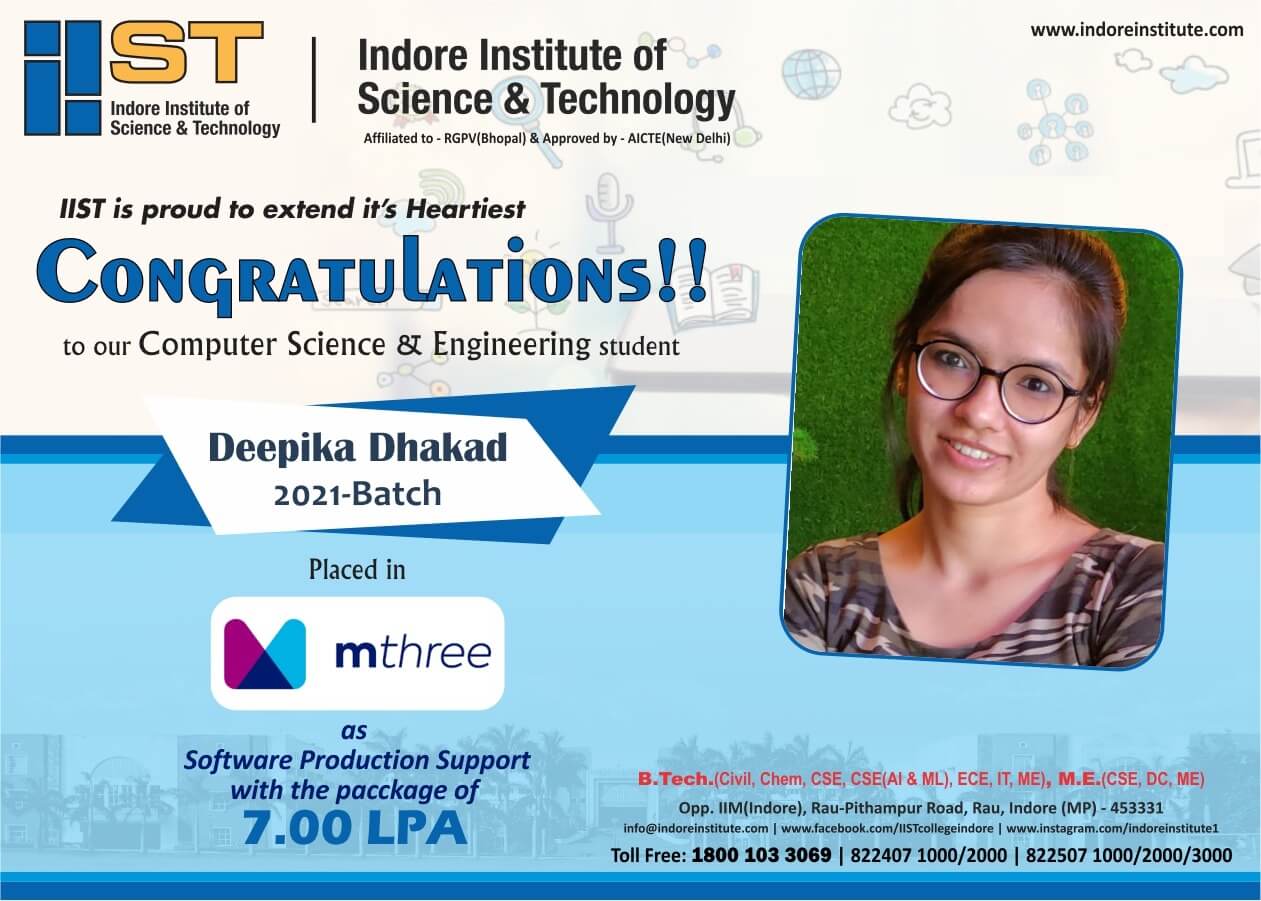 IIST
Indore Institute of
Science & Technology
Indore Institute of
Science & Technology
Affiliated to - RGPV(Bhopal) & Approved by - AICTE(New Delhi)
www.indoreinstitute.com
IIST is proud to extend it's Heartiest
Congratulations!!
to our Computer Science & Engineering student
Deepika Dhakad
2021-Batch
Placed in
mthree
as
Software Production Support
with the pacckage of
7.00 LPA
B.Tech.(Civil, Chem, CSE, CSE(AI & ML), ECE, IT, ME), M.E.(CSE, DC, ME)
Opp. IIM(Indore), Rau-Pithampur Road, Rau, Indore (MP) - 453331
info@indoreinstitute.com | www.facebook.com/IISTcollegeindore | www.instagram.com/indoreinstitute1
Toll Free: 1800 103 3069 | 822407 1000/2000 | 822507 1000/2000/3000